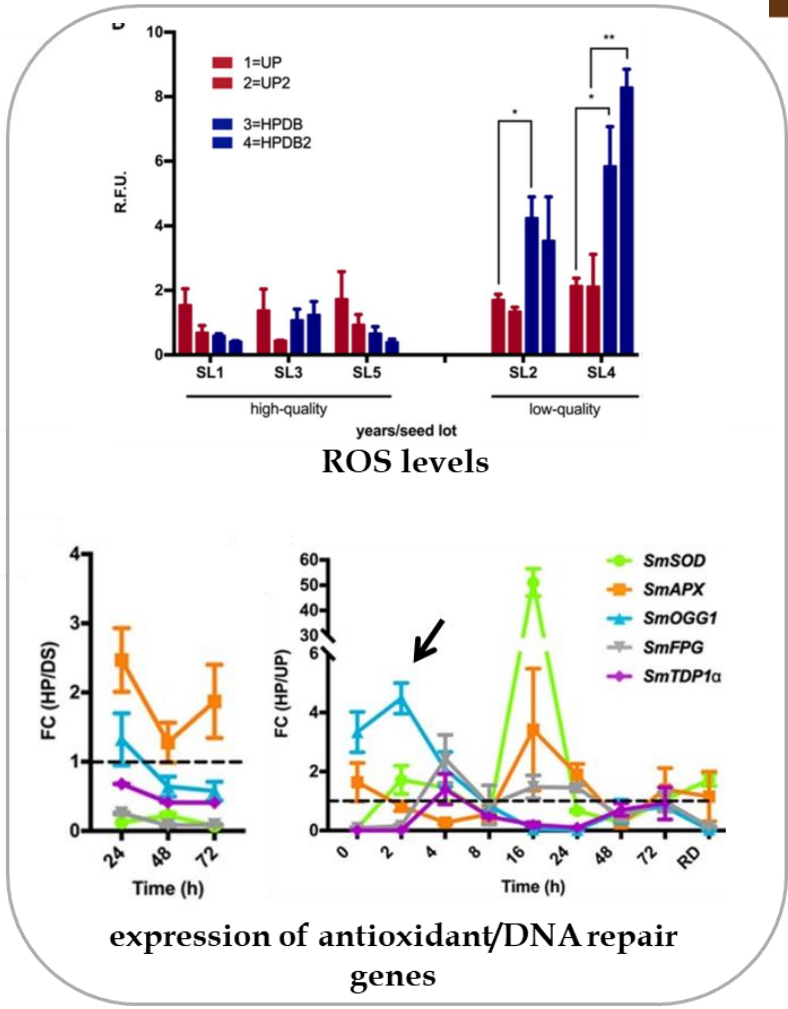 10
8
6
4
2
0
R.F.U.
1=UP
2=UP2
3=HPDB
4=HPDB2
*
*
**
SL1 SL3 SL5 SL2 SL4
high-quality low-quality
years/seed lot
ROS levels
4
3
2
1
0
FC (HP/DS)
24 48 72
Time (h)
60
50
40
30
6
4
2
0
FC (HP/UP)
0 2 4 8 16 24 48 72 RD
Time (h)
SmSOD
SmAPX
SmOGG1
SmFPG
SmTDP1α
expression of antioxidant/DNA repair
genes